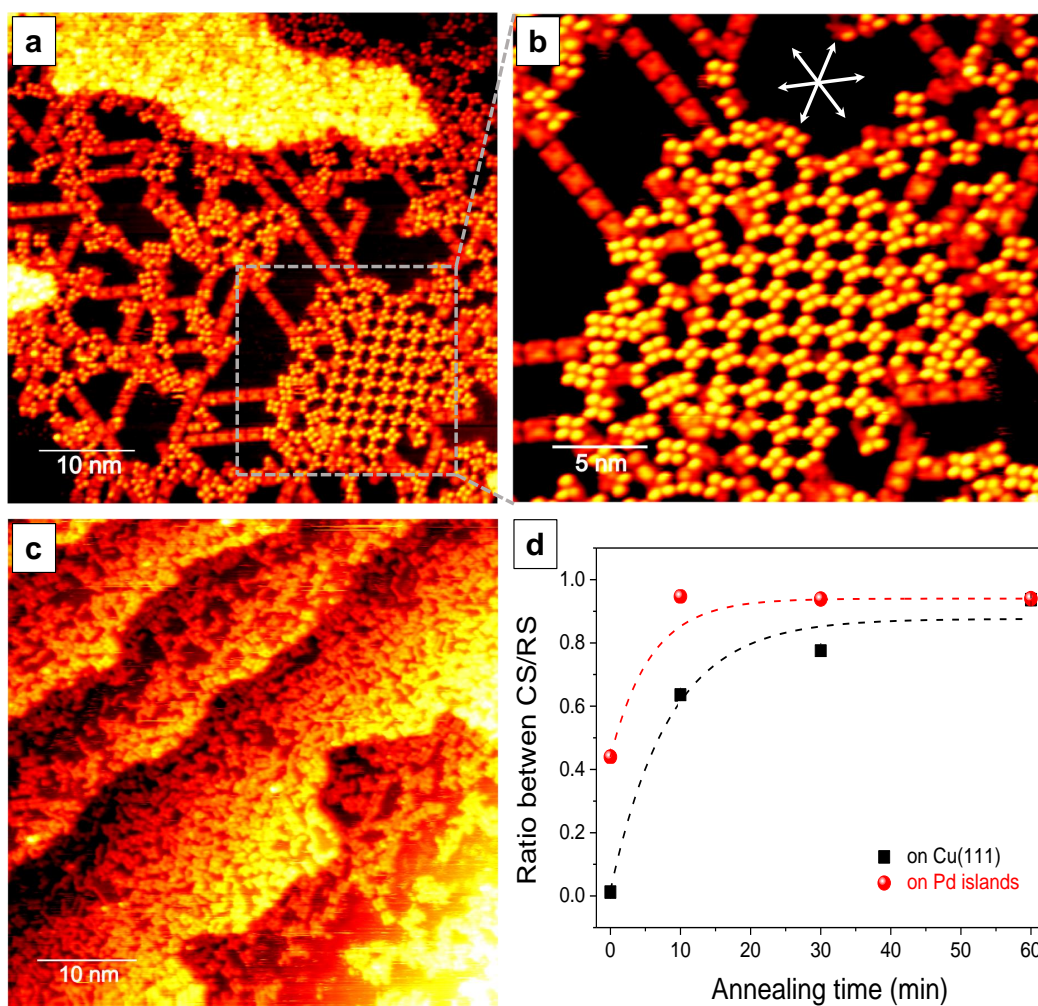 a
10 nm
b
5 nm
c
10 nm
d
Ratio betwen CS/RS
1.0
0.8
0.6
0.4
0.2
0.0
on Cu(111)
on Pd islands
0 10 20 30 40 50 60
Annealing time (min)